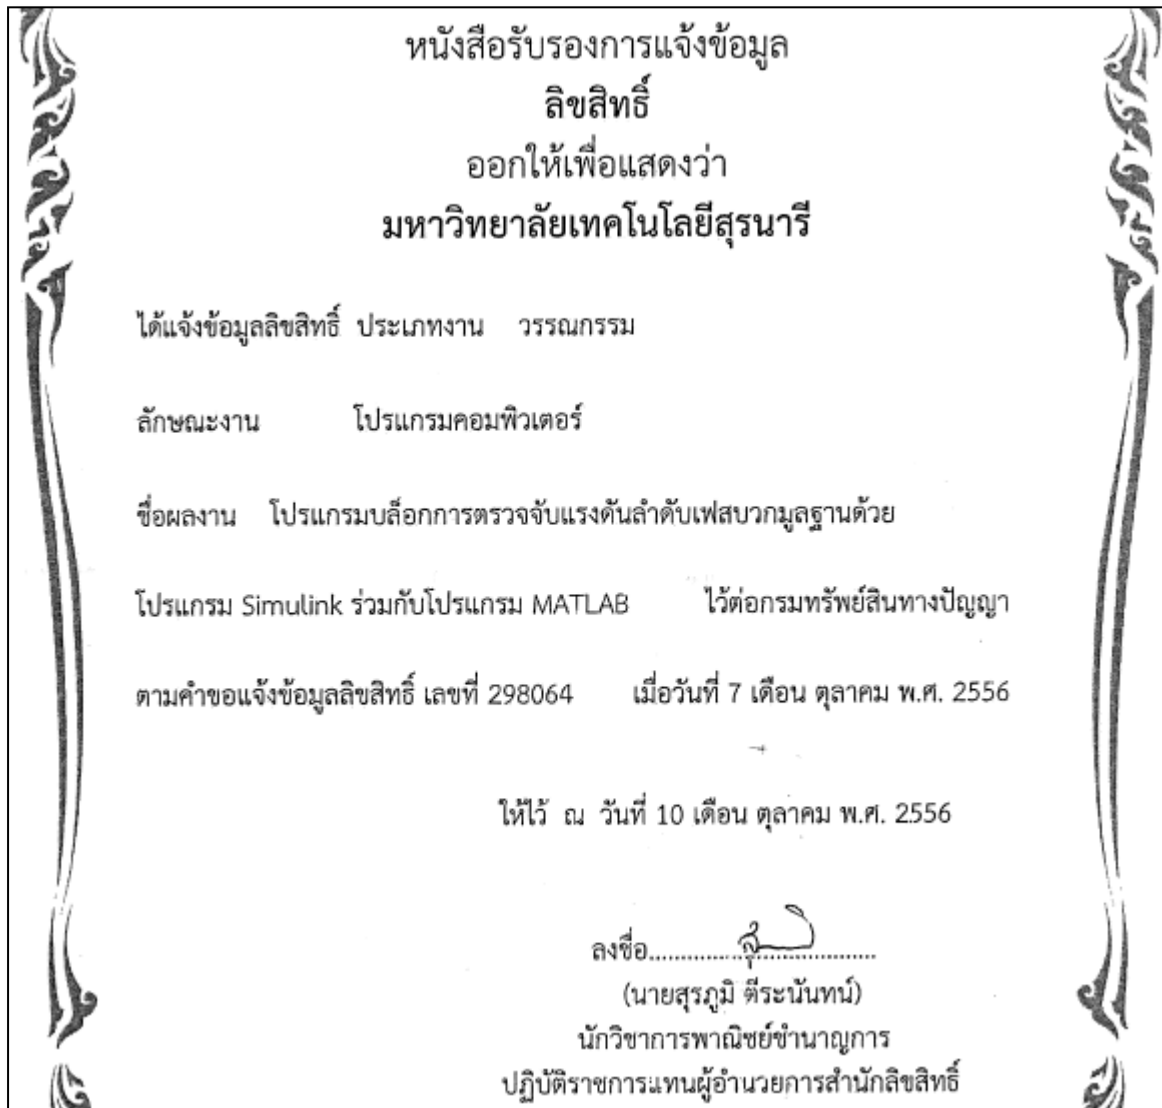 หนังสือรับรองการแจ้งข้อมูล
ลิขสิทธิ์
ออกให้เพื่อแสดงว่า
มหาวิทยาลัยเทคโนโลยีสุรนารี
ได้แจ้งข้อมูลลิขสิทธิ์ ประเภทงาน วรรณกรรม
ลักษณะงาน โปรแกรมคอมพิวเตอร์
ชื่อผลงาน โปรแกรมบล็อกการตรวจจับแรงดันลำดับเฟสบวกมูลฐานด้วย
โปรแกรม Simulink ร่วมกับโปรแกรม MATLAB ไว้ต่อกรมทรัพย์สินทางปัญญา
ตามคำขอแจ้งข้อมูลลิขสิทธิ์ เลขที่ 298064 เมื่อวันที่ 7 เดือน ตุลาคม พ.ศ. 2556
ให้ไว้ ณ วันที่ 10 เดือน ตุลาคม พ.ศ. 2556
ลงชื่อ....................................
(นายสุรภูมิ ตีระนันทน์)
นักวิชาการพาณิชย์ชำนาญการ
ปฏิบัติราชการแทนผู้อำนวยการสำนักลิขสิทธิ์